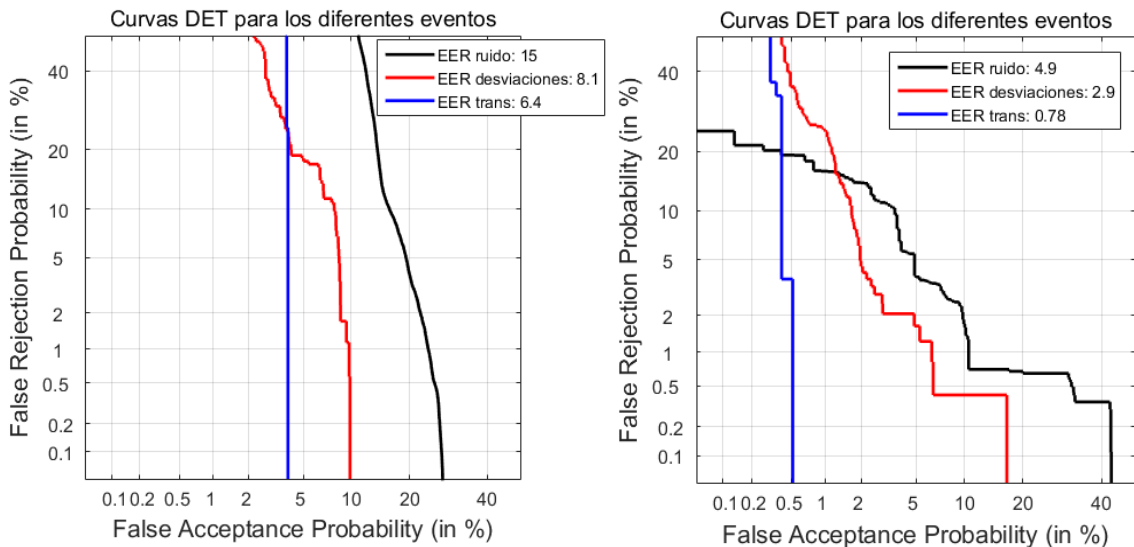 Curvas DET para los diferentes eventos
EER ruido: 15
EER desviaciones: 8.1
EER trans: 6.4
False Rejection Probability (in %)
40
20
10
5
2
1
0.5
0.2
0.1
0.1 0.2 0.5 1 2 5 10 20 40
False Acceptance Probability (in %)
Curvas DET para los diferentes eventos
EER ruido: 4.9
EER desviaciones: 2.9
EER trans: 0.78
False Rejection Probability (in %)
40
20
10
5
2
1
0.5
0.2
0.1
0.1 0.2 0.5 1 2 5 10 20 40
False Acceptance Probability (in %)